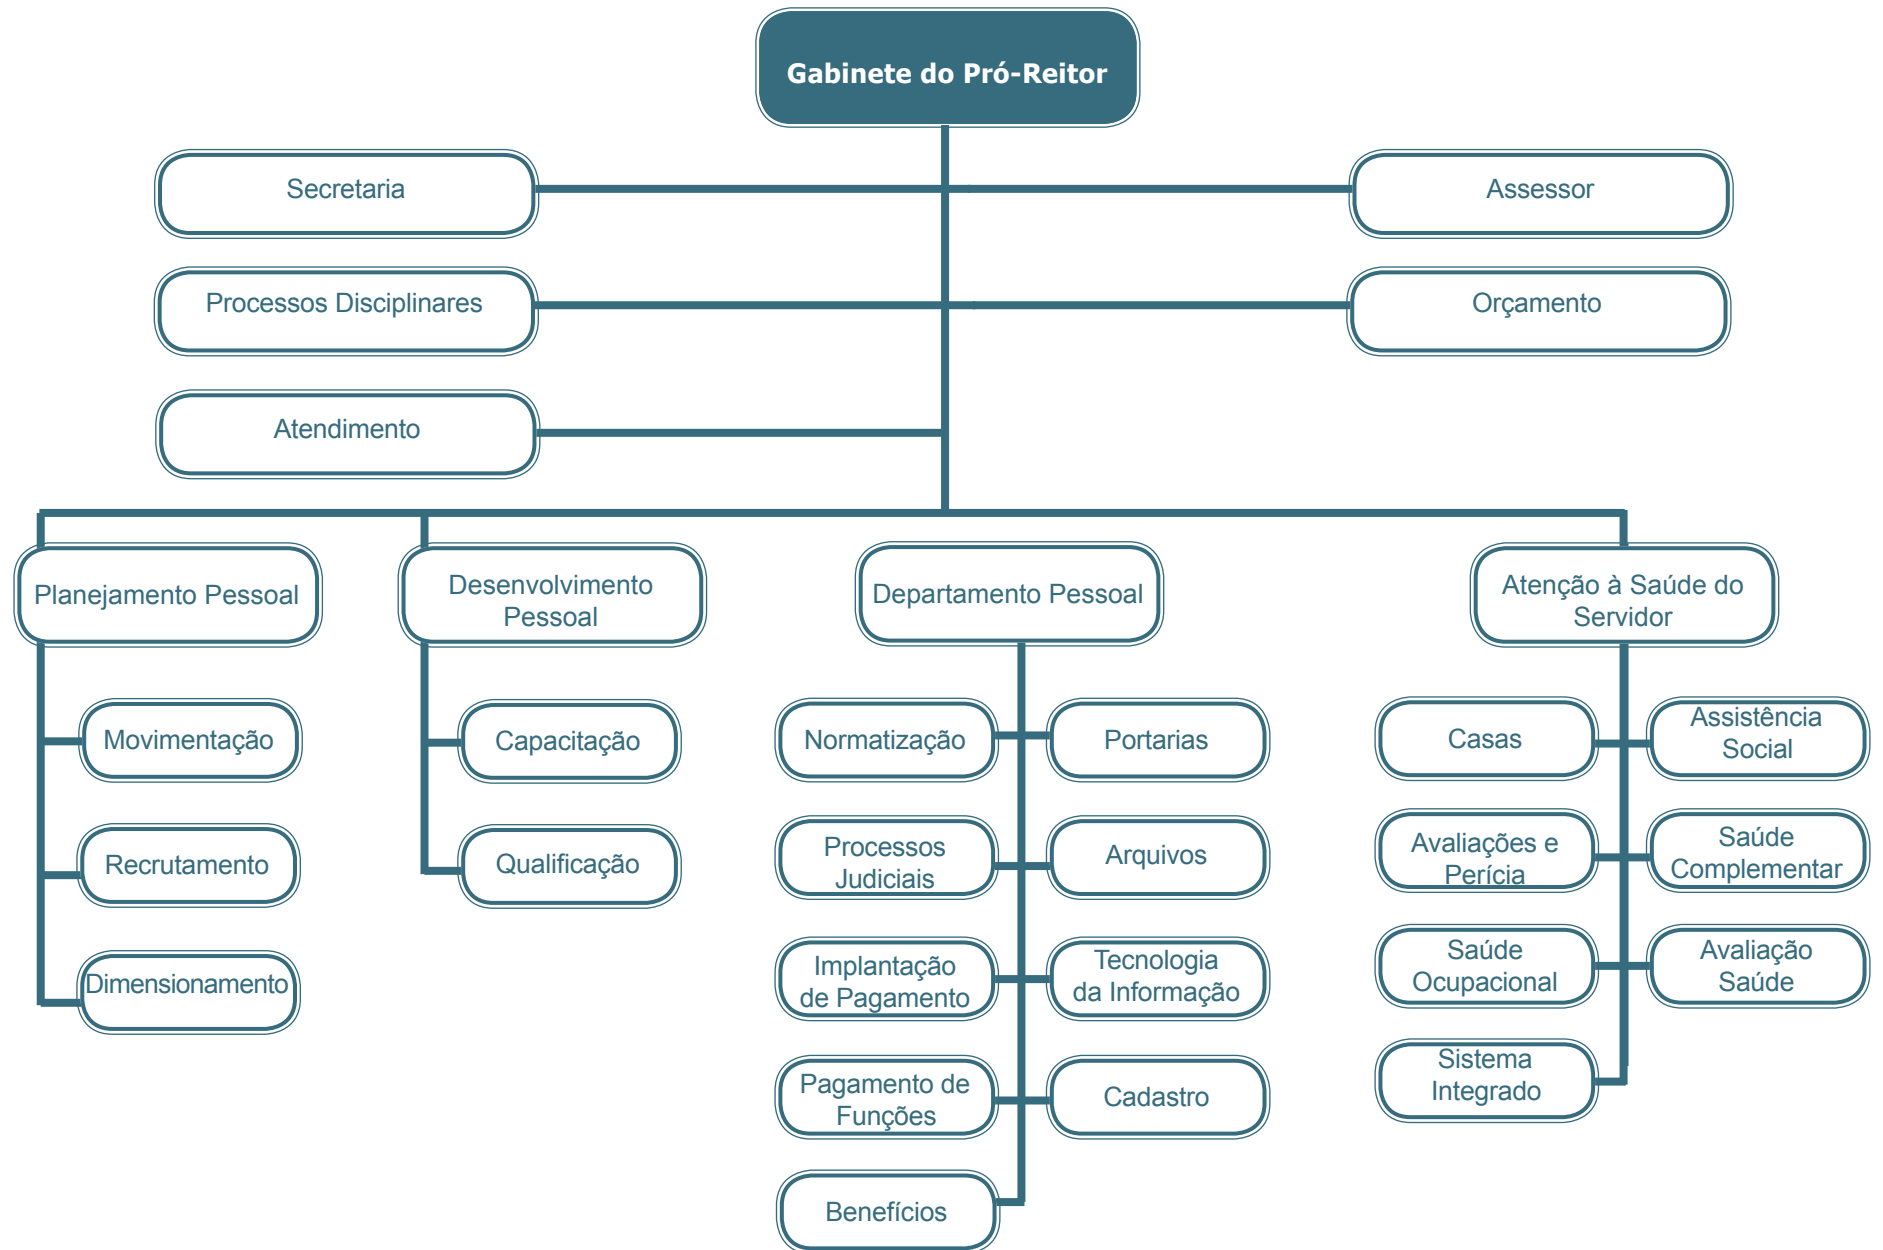 Gabinete do Pró-Reitor
Secretaria
Assessor
Processos Disciplinares
Orçamento
Atendimento
Planejamento Pessoal
Desenvolvimento
Pessoal
Departamento Pessoal
Atenção à Saúde do
Servidor
Movimentação
Recrutamento
Dimensionamento
Capacitação
Qualificação
Normatização
Portarias
Processos
Judiciais
Arquivos
Implantação
de Pagamento
Tecnologia
da Informação
Pagamento de
Funções
Cadastro
Benefícios
Casas
Assistência
Social
Avaliações e
Perícia
Saúde
Complementar
Saúde
Ocupacional
Avaliação
Saúde
Sistema
Integrado